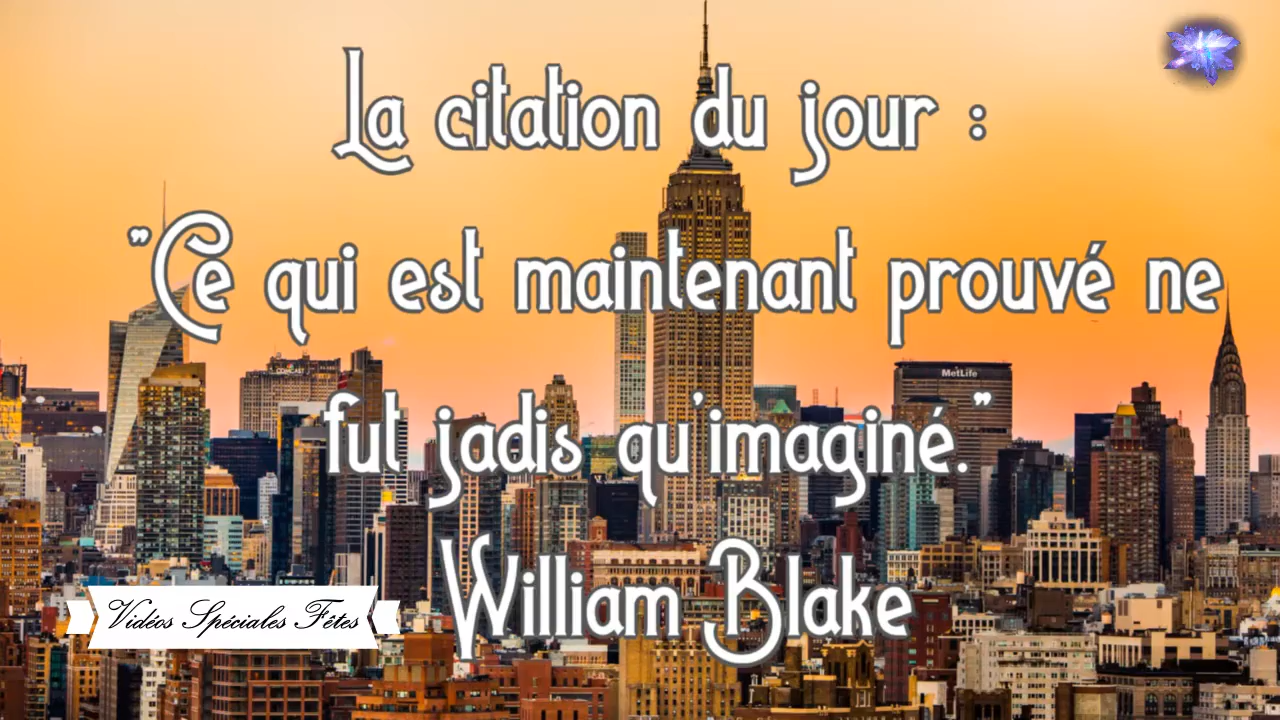 La citation du jour :
"Ce qui est maintenant prouvé ne
fut jadis qu'imaginé."
William Blake
Vidéos Spéciales Fêtes
MetLife
COMCAST